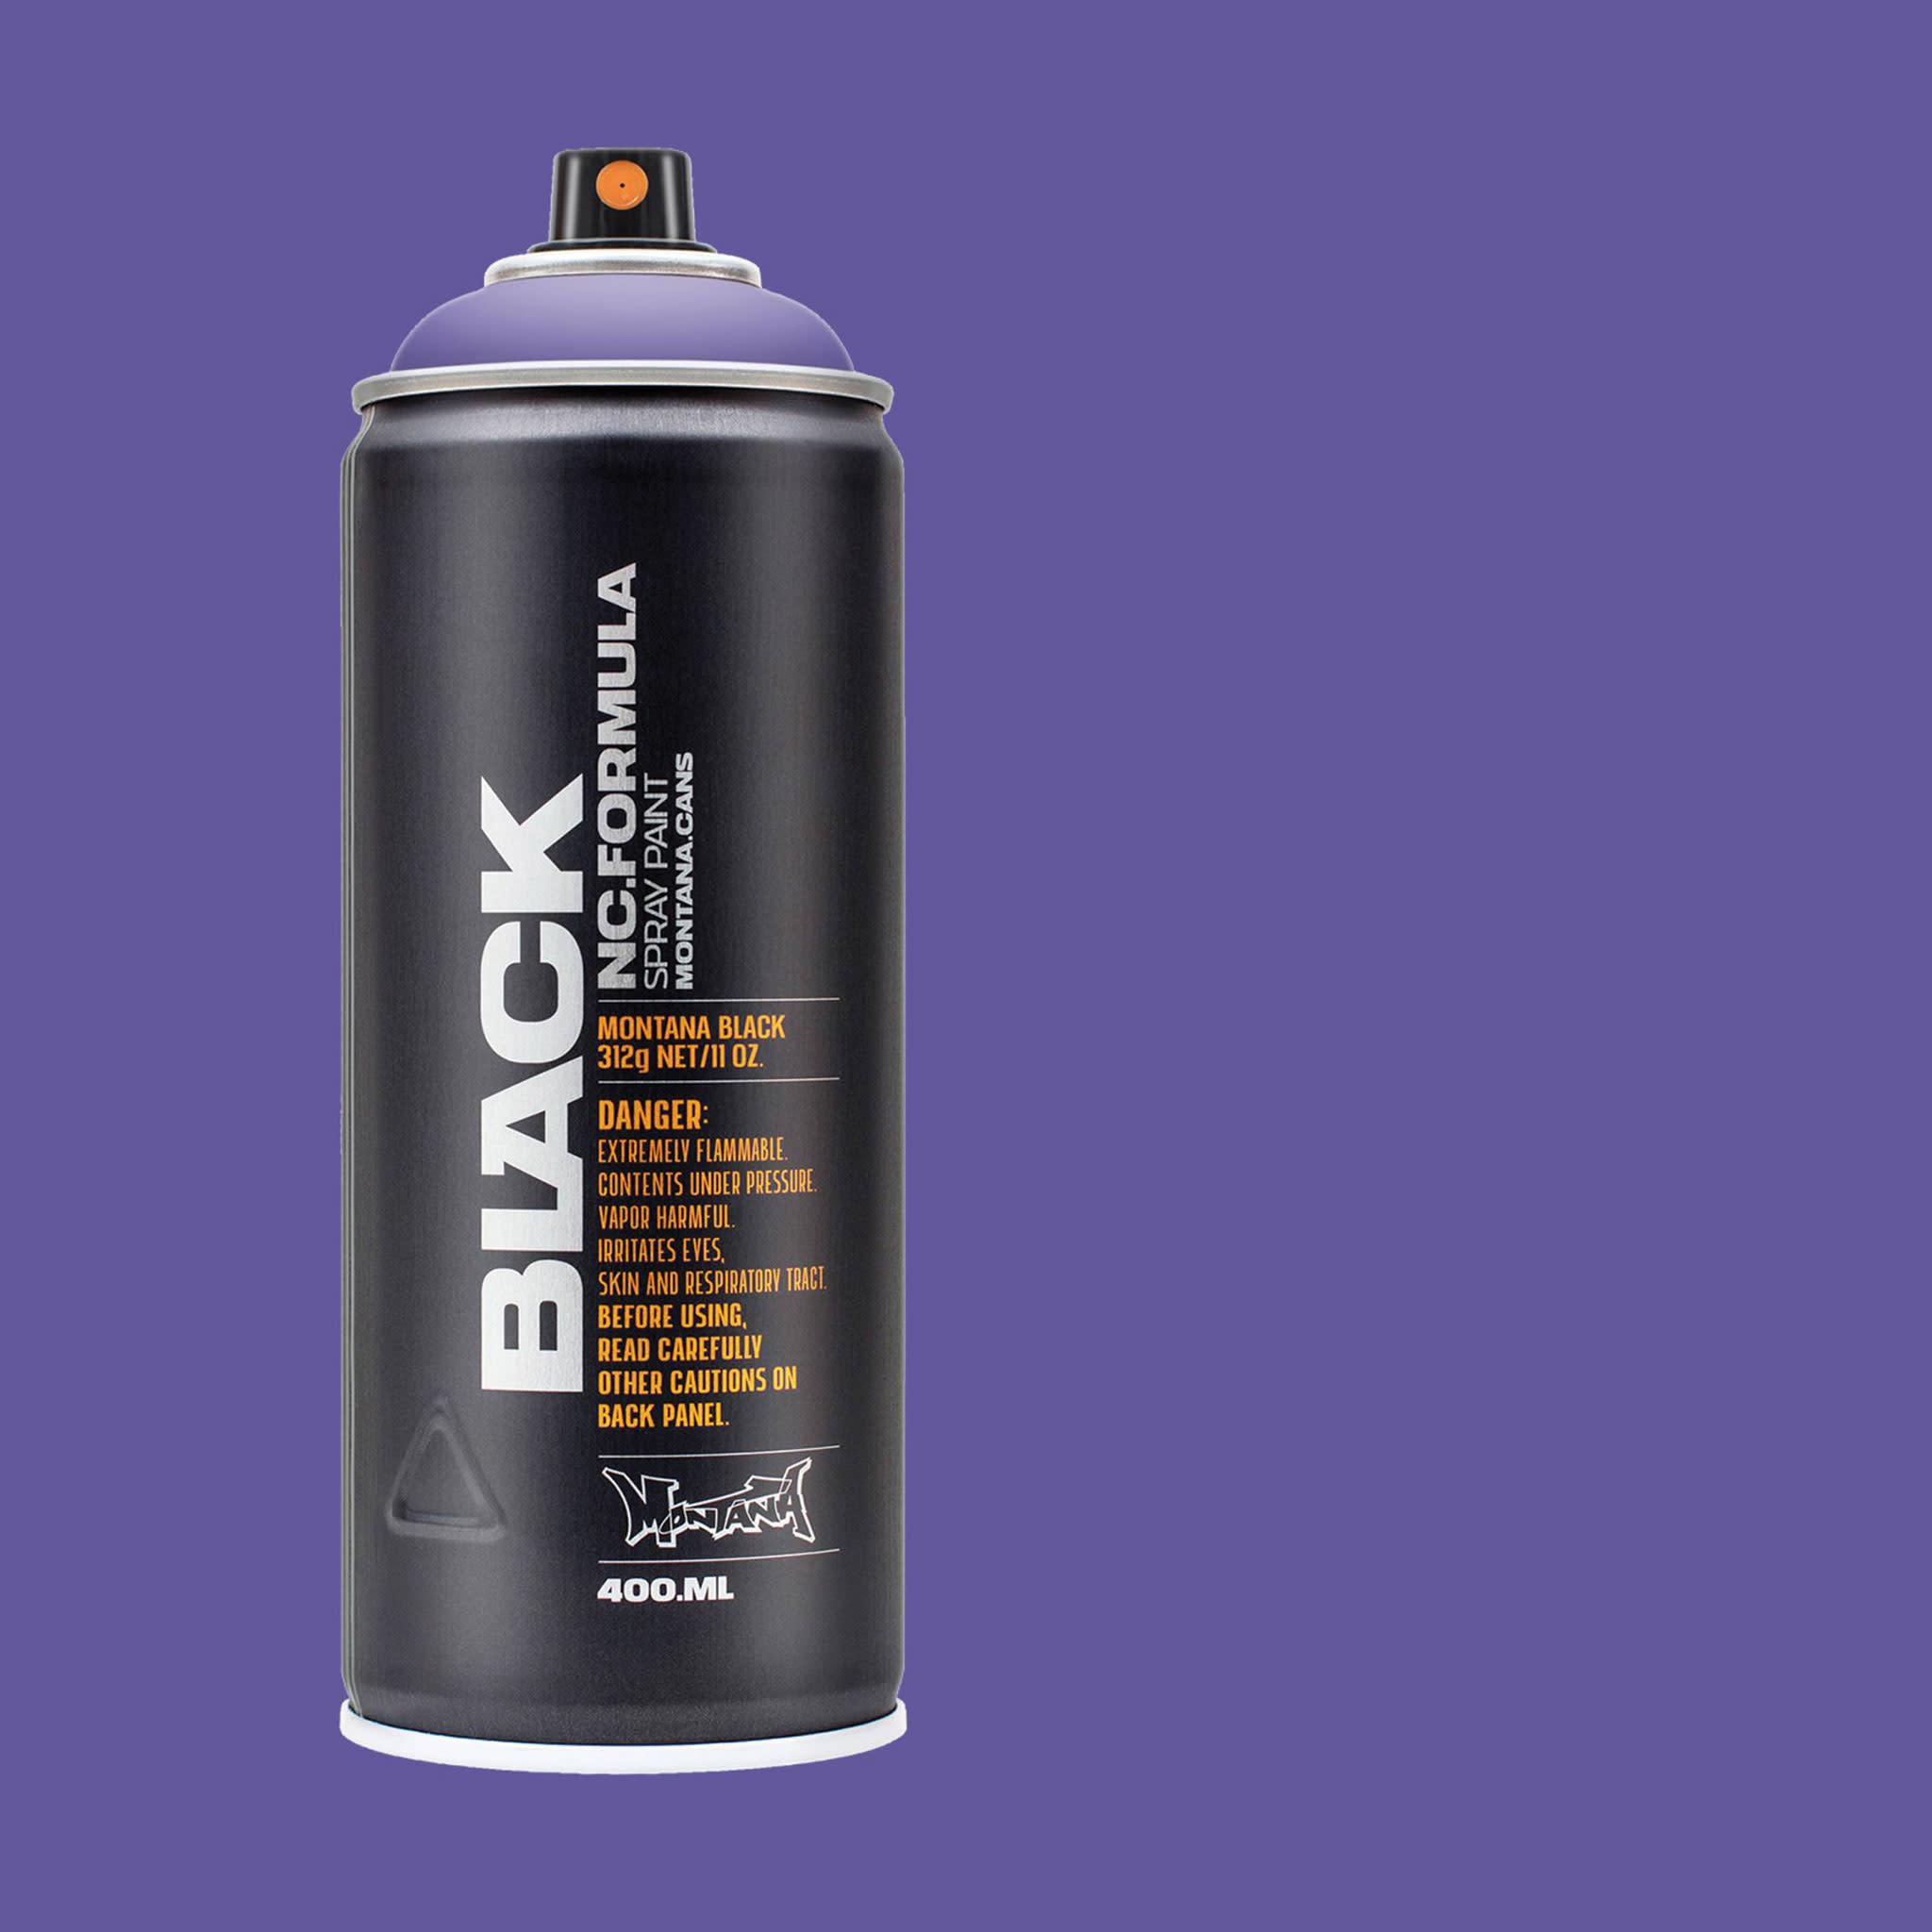 BLACK
NC.FORMULA
SPRAY PAINT
MONTANA.CANS
MONTANA BLACK
312g NET/11 OZ.
DANGER:
EXTREMELY FLAMMABLE.
CONTENTS UNDER PRESSURE.
VAPOR HARMFUL.
IRRITATES EYES,
SKIN AND RESPIRATORY TRACT.
BEFORE USING,
READ CAREFULLY
OTHER CAUTIONS ON
BACK PANEL.
MONTANA
400.ML